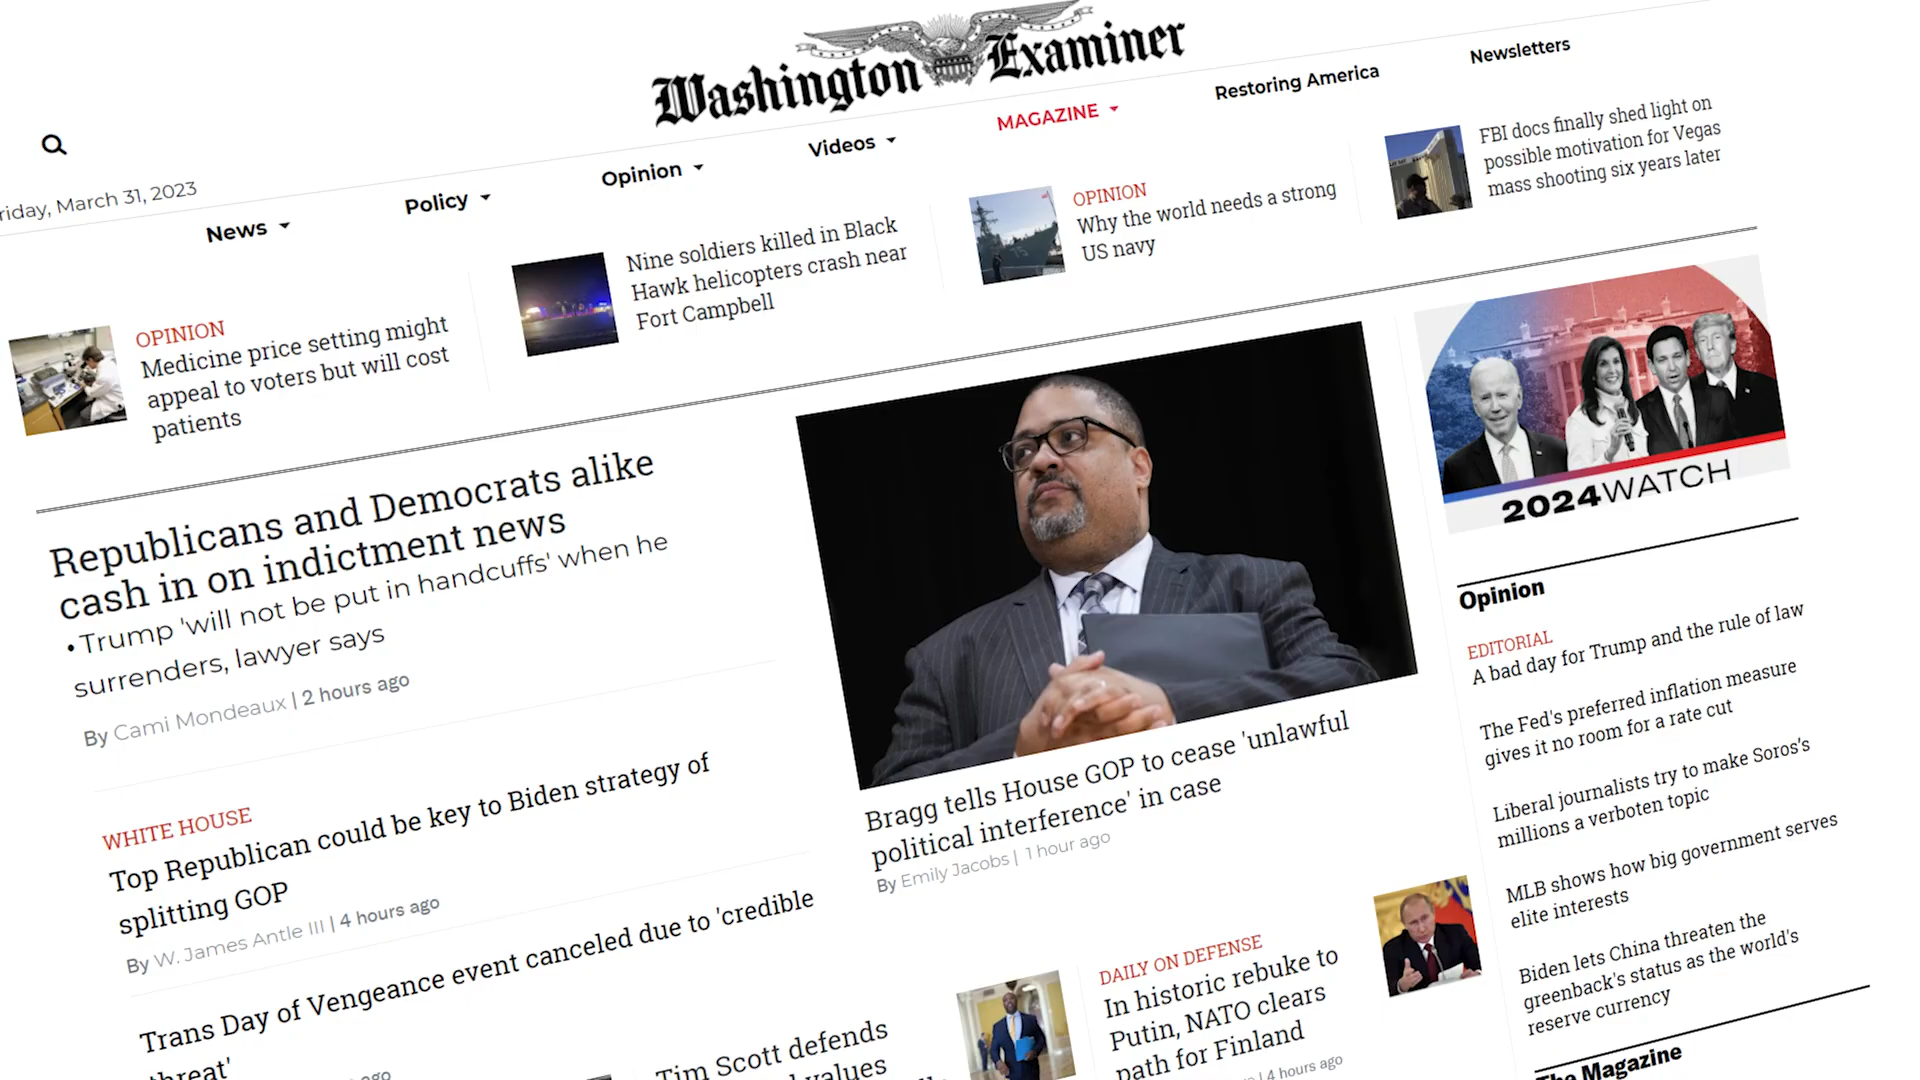 Washington Examiner
riday, March 31, 2023
News
Policy
Opinion
Videos
MAGAZINE
Restoring America
Newsletters
OPINION
Medicine price setting might
appeal to voters but will cost
patients
Nine soldiers killed in Black
Hawk helicopters crash near
Fort Campbell
OPINION
Why the world needs a strong
US navy
FBI docs finally shed light on
possible motivation for Vegas
mass shooting six years later
Republicans and Democrats alike
cash in on indictment news
• Trump 'will not be put in handcuffs' when he
surrenders, lawyer says
By Cami Mondeaux | 2 hours ago
WHITE HOUSE
Top Republican could be key to Biden strategy of
splitting GOP
By W. James Antle III | 4 hours ago
Trans Day of Vengeance event canceled due to 'credible
threat'
ago
Bragg tells House GOP to cease 'unlawful
political interference' in case
By Emily Jacobs | 1 hour ago
Tim Scott defends
values
DAILY ON DEFENSE
In historic rebuke to
Putin, NATO clears
path for Finland
| 4 hours ago
2024WATCH
Opinion
EDITORIAL
A bad day for Trump and the rule of law
The Fed's preferred inflation measure
gives it no room for a rate cut
Liberal journalists try to make Soros's
millions a verboten topic
MLB shows how big government serves
elite interests
Biden lets China threaten the
greenback's status as the world's
reserve currency
The Magazine